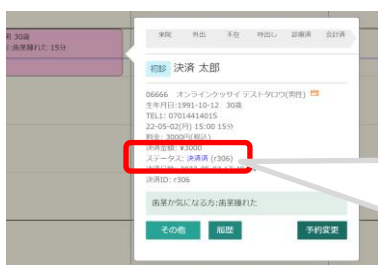 30歳
:歯茎腫れた 15分
来院 外出 不在 呼出し 診療済 会計済
初診 決済 太郎
06666 オンラインケッサイ テストタロウ(男性)
生年月日:1991-10-12 30歳
TEL1: 07014414015
22-05-02(月) 15:00 15分
料金: 3000円(税込)
決済金額: ¥3000
ステータス: 決済済 (r306)
決済ID: r306
歯茎が気になる方:歯茎腫れた
その他 履歴 予約変更